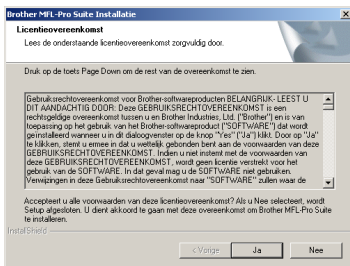 Brother MFL-Pro Suite Installatie
Licentieovereenkomst
Lees de onderstaande licentieovereenkomst zorgvuldig door.
Druk op de toets Page Down om de rest van de overeenkomst te zien.
Gebruiksrechtovereenkomst voor Brother-softwareproducten BELANGRIJK- LEEST U
DIT AANDACHTIG DOOR: Deze GEBRUIKSRECHTOVEREENKOMST is een
rechtsgeldige overeenkomst tussen u en Brother Industries, Ltd. ("Brother") en is van
toepassing op het gebruik van het Brother-softwareproduct ("SOFTWARE") dat wordt
geïnstalleerd wanneer u in dit dialoogvenster op de knop "Yes" ("Ja") klikt. Door op "Ja"
te klikken, stemt u ermee in dat u wettelijk gebonden bent aan de voorwaarden van deze
GEBRUIKSRECHTOVEREENKOMST. Indien u niet instemt met de voorwaarden van
deze GEBRUIKSRECHTOVEREENKOMST, wordt geen licentie verstrekt voor het
gebruik van de SOFTWARE. In dat geval mag u de SOFTWARE niet gebruiken.
Verwijzingen in deze Gebruiksrechtovereenkomst naar "SOFTWARE" zullen waar de
Accepteert u alle voorwaarden van deze licentieovereenkomst? Als u Nee selecteert, wordt
Setup afgesloten. U dient akkoord te gaan met deze overeenkomst om Brother MFL-Pro Suite
te installeren.
InstallShield
< Vorige
Ja
Nee